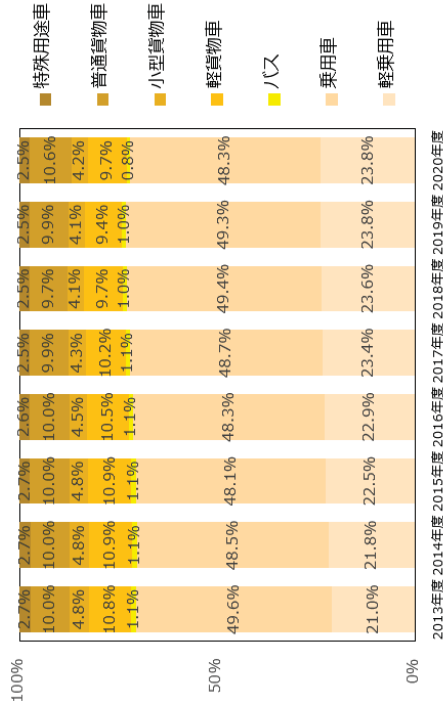 特殊用途車
普通貨物車
小型貨物車
軽貨物車
バス
乗用車
軽乗用車
100%
50%
0%
2.7% 2.7% 2.7% 2.6% 2.5% 2.5% 2.5% 2.5%
10.0% 10.0% 10.0% 10.0% 9.9% 9.7% 9.9% 10.6%
4.8% 4.8% 4.8% 4.5% 4.3% 4.1% 4.1% 4.2%
10.8% 10.9% 10.9% 10.5% 10.2% 9.7% 9.4% 9.7%
1.1% 1.1% 1.1% 1.1% 1.1% 1.0% 1.0% 0.8%
49.6% 48.5% 48.1% 48.3% 48.7% 49.4% 49.3% 48.3%
21.0% 21.8% 22.5% 22.9% 23.4% 23.6% 23.8% 23.8%
2013年度 2014年度 2015年度 2016年度 2017年度 2018年度 2019年度 2020年度